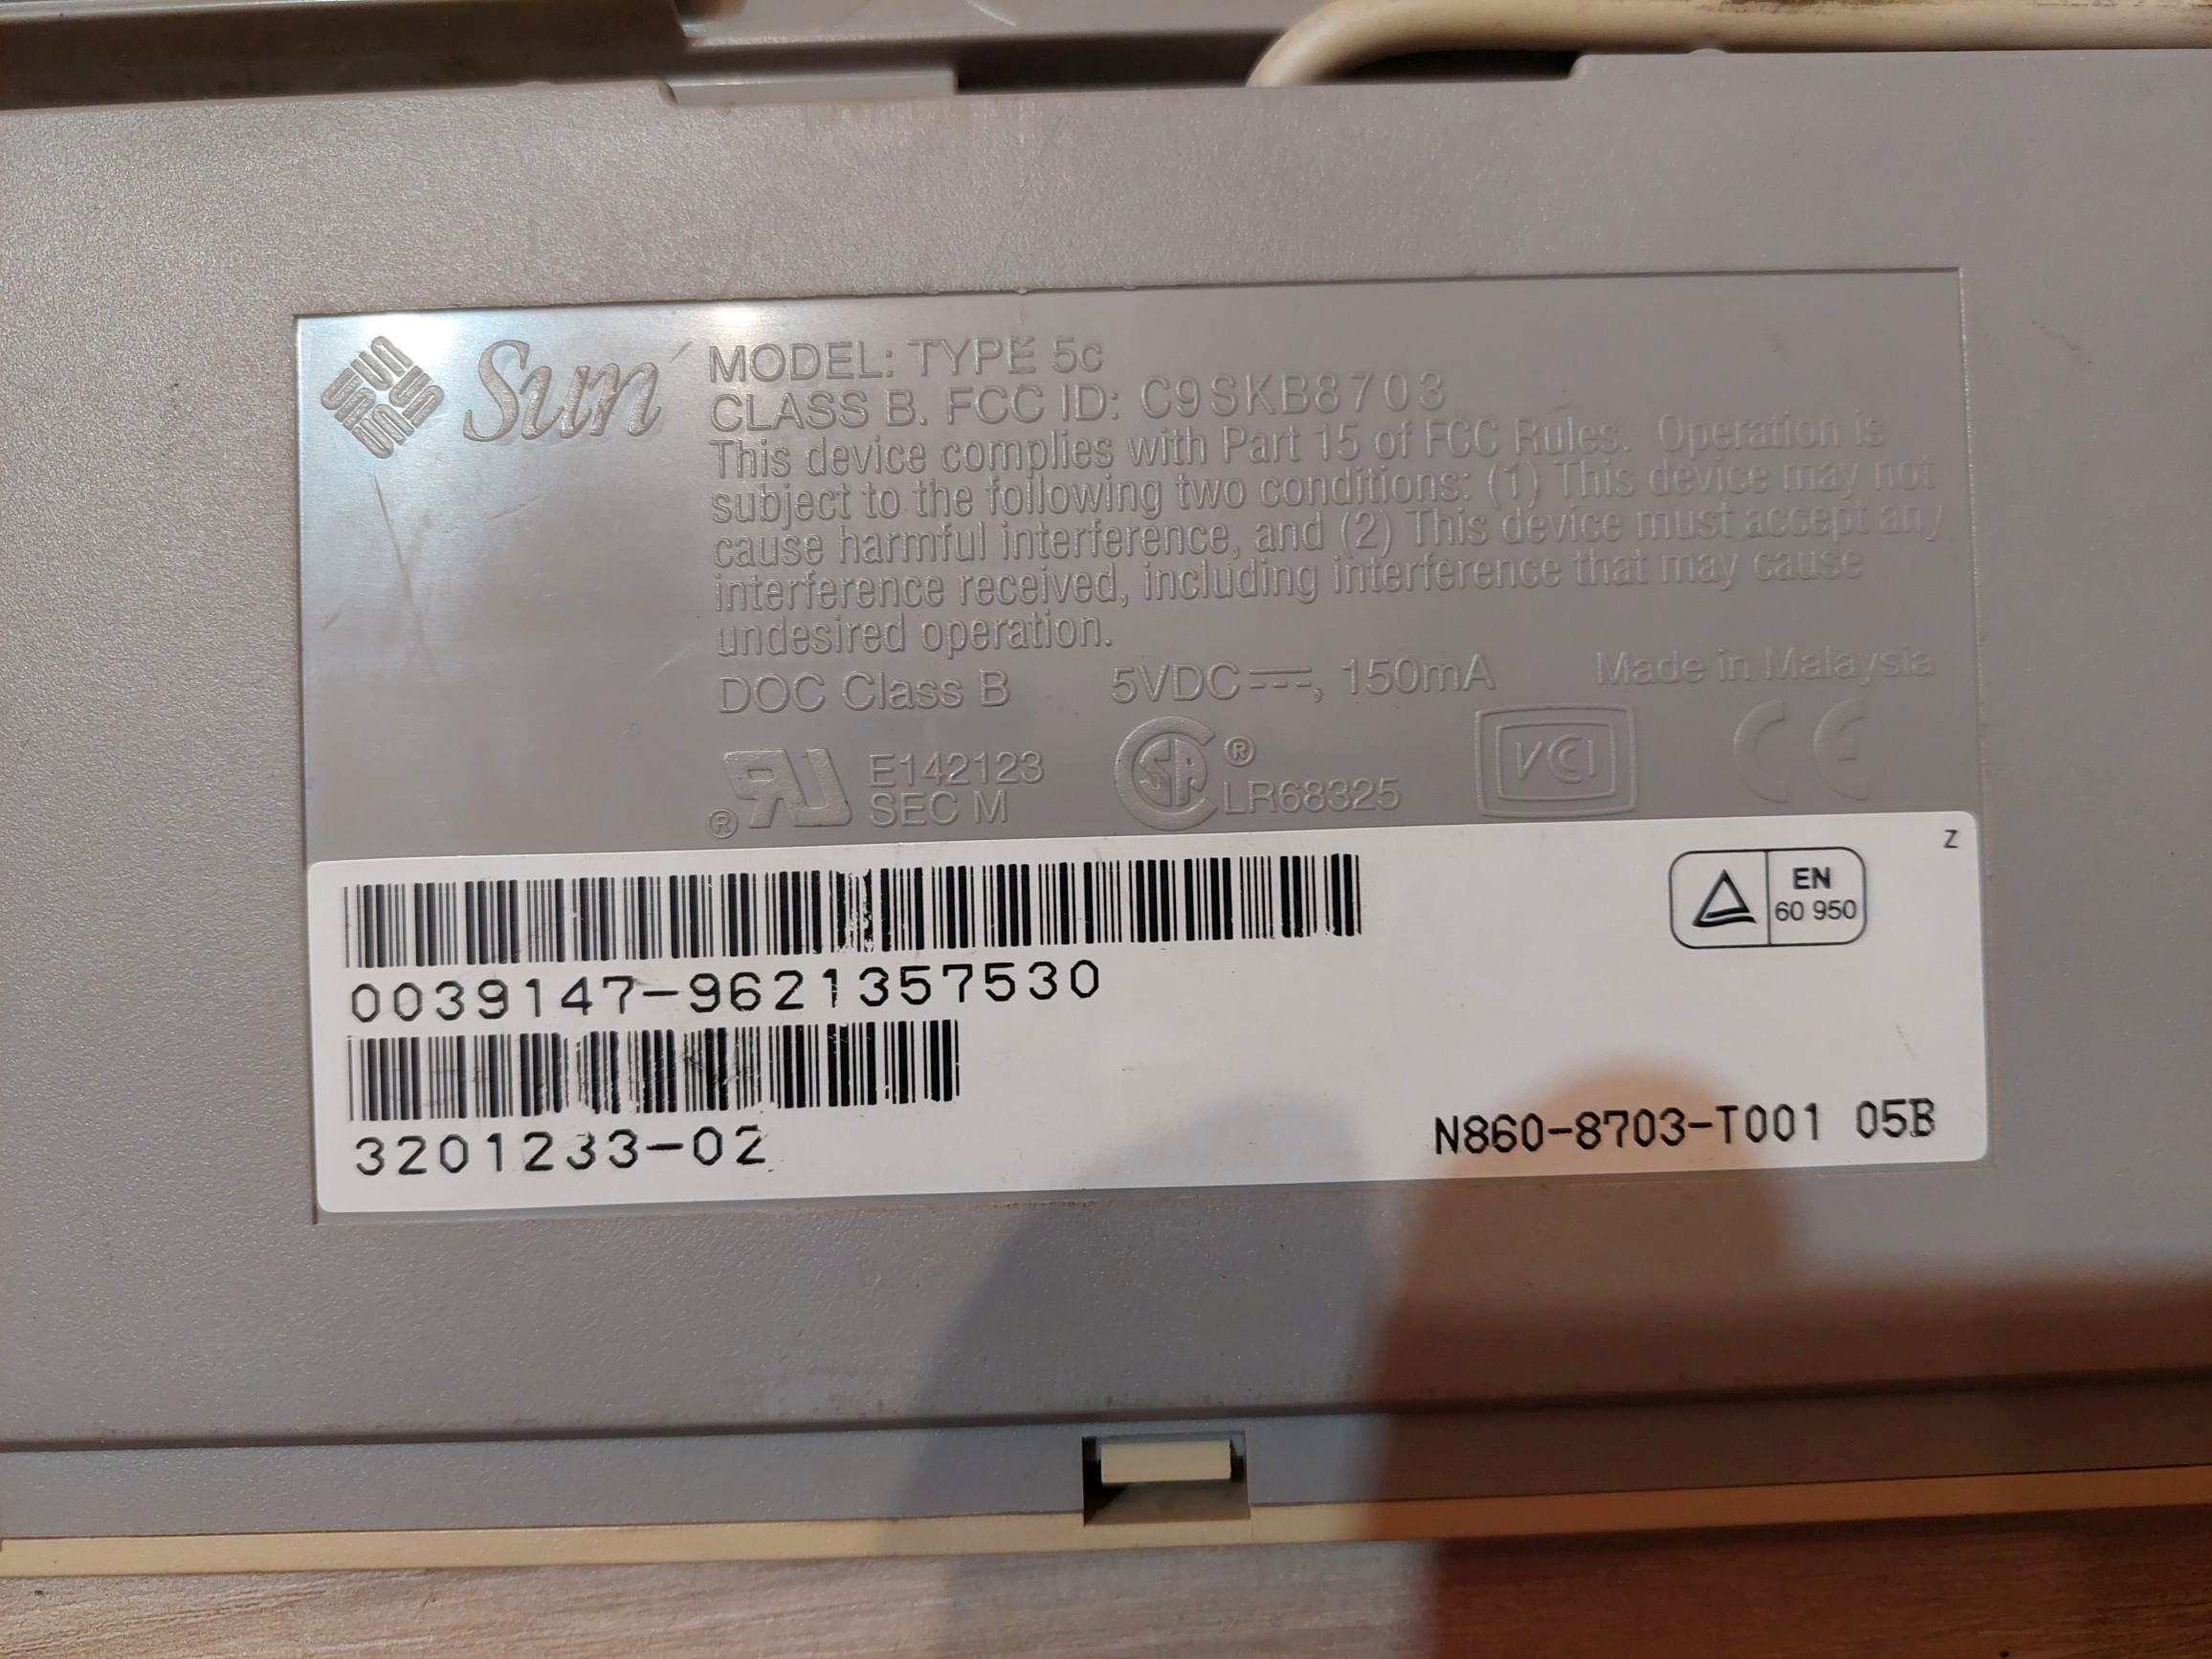 Sun
MODEL: TYPE 5c
CLASS B. FCC ID: C9SKB8703
This device complies with Part 15 of FCC Rules. Operation is
subject to the following two conditions: (1) This device may not
cause harmful interference, and (2) This device must accept any
interference received, including interference that may cause
undesired operation.
DOC Class B 5VDC⎓, 150mA Made in Malaysia
® E142123
SEC M
® LR68325
VCI
CE
Z
EN
60 950
0039147-9621357530
3201233-02
N860-8703-T001 05B